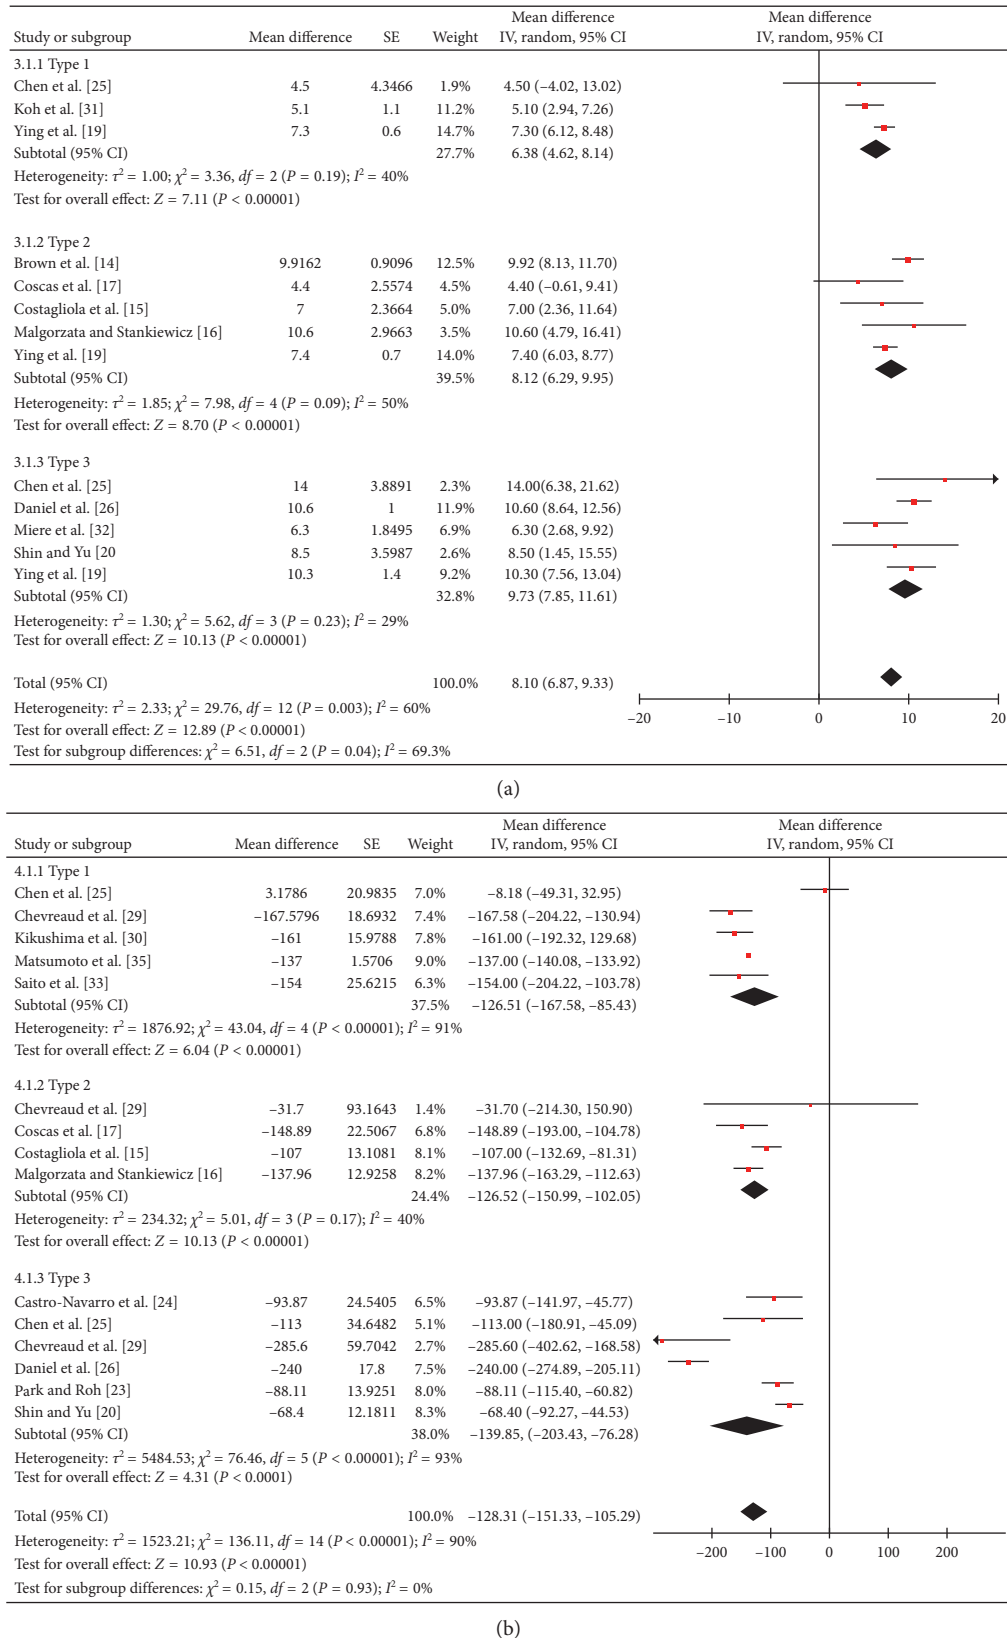 Mean difference Mean difference
Study or subgroup Mean difference SE Weight IV, random, 95% CI IV, random, 95% CI
3.1.1 Type 1
Chen et al. [25] 4.5 4.3466 1.9% 4.50 (−4.02, 13.02)
Koh et al. [31] 5.1 1.1 11.2% 5.10 (2.94, 7.26)
Ying et al. [19] 7.3 0.6 14.7% 7.30 (6.12, 8.48)
Subtotal (95% CI) 27.7% 6.38 (4.62, 8.14)
Heterogeneity: τ² = 1.00; χ² = 3.36, df = 2 (P = 0.19); I² = 40%
Test for overall effect: Z = 7.11 (P < 0.00001)
3.1.2 Type 2
Brown et al. [14] 9.9162 0.9096 12.5% 9.92 (8.13, 11.70)
Coscas et al. [17] 4.4 2.5574 4.5% 4.40 (−0.61, 9.41)
Costagliola et al. [15] 7 2.3664 5.0% 7.00 (2.36, 11.64)
Malgorzata and Stankiewicz [16] 10.6 2.9663 3.5% 10.60 (4.79, 16.41)
Ying et al. [19] 7.4 0.7 14.0% 7.40 (6.03, 8.77)
Subtotal (95% CI) 39.5% 8.12 (6.29, 9.95)
Heterogeneity: τ² = 1.85; χ² = 7.98, df = 4 (P = 0.09); I² = 50%
Test for overall effect: Z = 8.70 (P < 0.00001)
3.1.3 Type 3
Chen et al. [25] 14 3.8891 2.3% 14.00(6.38, 21.62)
Daniel et al. [26] 10.6 1 11.9% 10.60 (8.64, 12.56)
Miere et al. [32] 6.3 1.8495 6.9% 6.30 (2.68, 9.92)
Shin and Yu [20 8.5 3.5987 2.6% 8.50 (1.45, 15.55)
Ying et al. [19] 10.3 1.4 9.2% 10.30 (7.56, 13.04)
Subtotal (95% CI) 32.8% 9.73 (7.85, 11.61)
Heterogeneity: τ² = 1.30; χ² = 5.62, df = 3 (P = 0.23); I² = 29%
Test for overall effect: Z = 10.13 (P < 0.00001)
Total (95% CI) 100.0% 8.10 (6.87, 9.33)
Heterogeneity: τ² = 2.33; χ² = 29.76, df = 12 (P = 0.003); I² = 60%
−20 −10 0 10 20
Test for overall effect: Z = 12.89 (P < 0.00001)
Test for subgroup differences: χ² = 6.51, df = 2 (P = 0.04); I² = 69.3%
(a)
Mean difference Mean difference
Study or subgroup Mean difference SE Weight IV, random, 95% CI IV, random, 95% CI
4.1.1 Type 1
Chen et al. [25] 3.1786 20.9835 7.0% −8.18 (−49.31, 32.95)
Chevreaud et al. [29] −167.5796 18.6932 7.4% −167.58 (−204.22, −130.94)
Kikushima et al. [30] −161 15.9788 7.8% −161.00 (−192.32, 129.68)
Matsumoto et al. [35] −137 1.5706 9.0% −137.00 (−140.08, −133.92)
Saito et al. [33] −154 25.6215 6.3% −154.00 (−204.22, −103.78)
Subtotal (95% CI) 37.5% −126.51 (−167.58, −85.43)
Heterogeneity: τ² = 1876.92; χ² = 43.04, df = 4 (P < 0.00001); I² = 91%
Test for overall effect: Z = 6.04 (P < 0.00001)
4.1.2 Type 2
Chevreaud et al. [29] −31.7 93.1643 1.4% −31.70 (−214.30, 150.90)
Coscas et al. [17] −148.89 22.5067 6.8% −148.89 (−193.00, −104.78)
Costagliola et al. [15] −107 13.1081 8.1% −107.00 (−132.69, −81.31)
Malgorzata and Stankiewicz [16] −137.96 12.9258 8.2% −137.96 (−163.29, −112.63)
Subtotal (95% CI) 24.4% −126.52 (−150.99, −102.05)
Heterogeneity: τ² = 234.32; χ² = 5.01, df = 3 (P = 0.17); I² = 40%
Test for overall effect: Z = 10.13 (P < 0.00001)
4.1.3 Type 3
Castro-Navarro et al. [24] −93.87 24.5405 6.5% −93.87 (−141.97, −45.77)
Chen et al. [25] −113 34.6482 5.1% −113.00 (−180.91, −45.09)
Chevreaud et al. [29] −285.6 59.7042 2.7% −285.60 (−402.62, −168.58)
Daniel et al. [26] −240 17.8 7.5% −240.00 (−274.89, −205.11)
Park and Roh [23] −88.11 13.9251 8.0% −88.11 (−115.40, −60.82)
Shin and Yu [20] −68.4 12.1811 8.3% −68.40 (−92.27, −44.53)
Subtotal (95% CI) 38.0% −139.85, (−203.43, −76.28)
Heterogeneity: τ² = 5484.53; χ² = 76.46, df = 5 (P < 0.00001); I² = 93%
Test for overall effect: Z = 4.31 (P < 0.0001)
Total (95% CI) 100.0% −128.31 (−151.33, −105.29)
Heterogeneity: τ² = 1523.21; χ² = 136.11, df = 14 (P < 0.00001); I² = 90%
−200 −100 0 100 200
Test for overall effect: Z = 10.93 (P < 0.00001)
Test for subgroup differences: χ² = 0.15, df = 2 (P = 0.93); I² = 0%
(b)